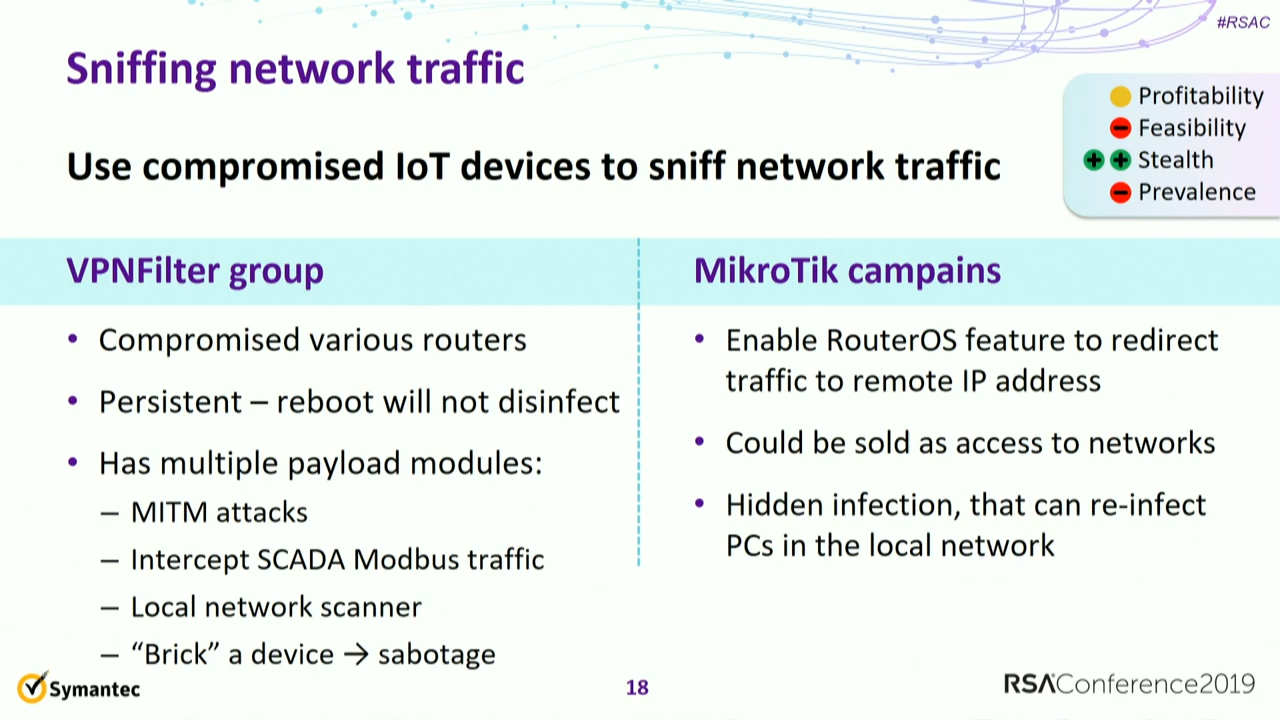 #RSAC
Sniffing network traffic
Profitability
Feasibility
Stealth
Prevalence
Use compromised IoT devices to sniff network traffic
VPNFilter group
• Compromised various routers
• Persistent – reboot will not disinfect
• Has multiple payload modules:
– MITM attacks
– Intercept SCADA Modbus traffic
– Local network scanner
– “Brick” a device → sabotage
MikroTik campains
• Enable RouterOS feature to redirect
traffic to remote IP address
• Could be sold as access to networks
• Hidden infection, that can re-infect
PCs in the local network
Symantec
18
RSAConference2019